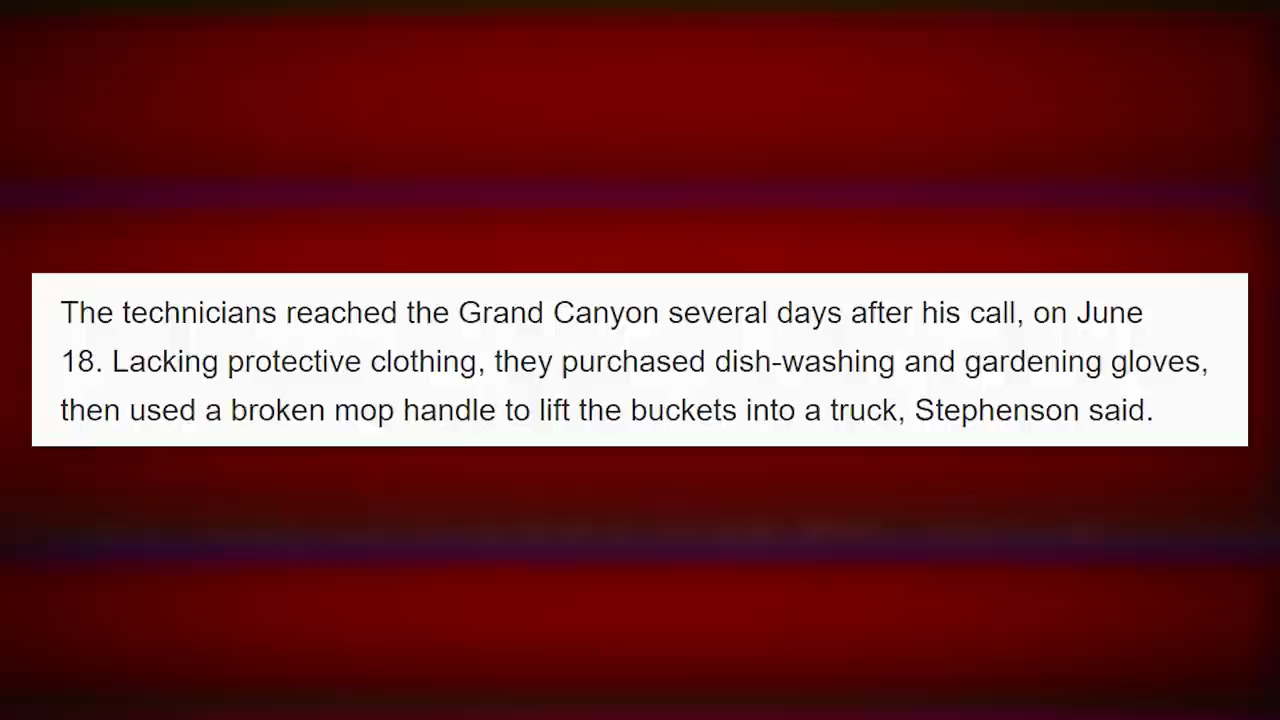 The technicians reached the Grand Canyon several days after his call, on June
18. Lacking protective clothing, they purchased dish-washing and gardening gloves,
then used a broken mop handle to lift the buckets into a truck, Stephenson said.